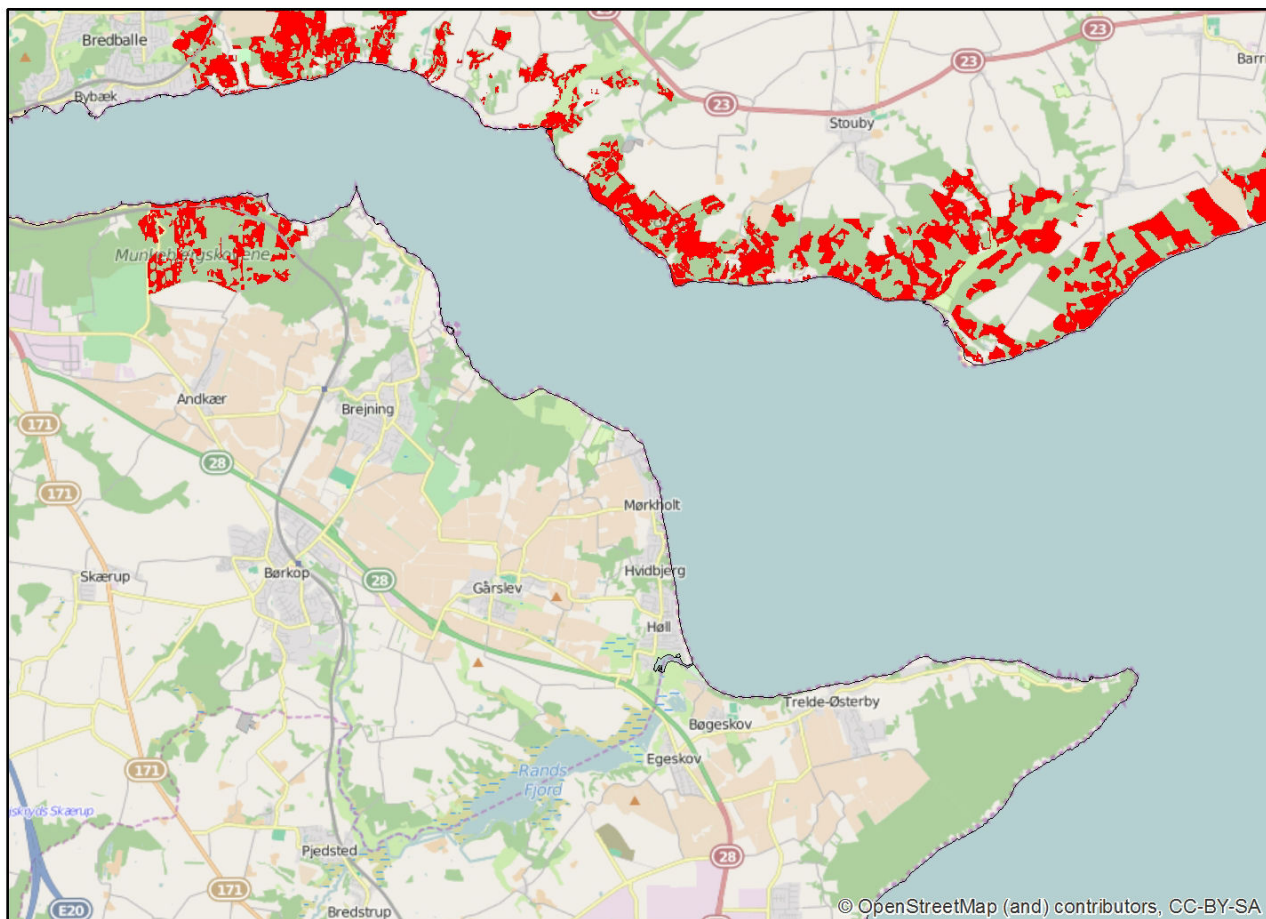 Bredballe
Bybæk
23
23
23
Barr
Stouby
Munkebjergskovene
171
Andkær
Brejning
28
171
Mørkholt
Skærup
Børkop
28
Hvidbjerg
Gårslev
Høll
Trelde-Østerby
Bøgeskov
Egeskov
Rands
Fjord
171
skryds Skærup
Pjedsted
28
171
E20
Bredstrup
© OpenStreetMap (and) contributors, CC-BY-SA